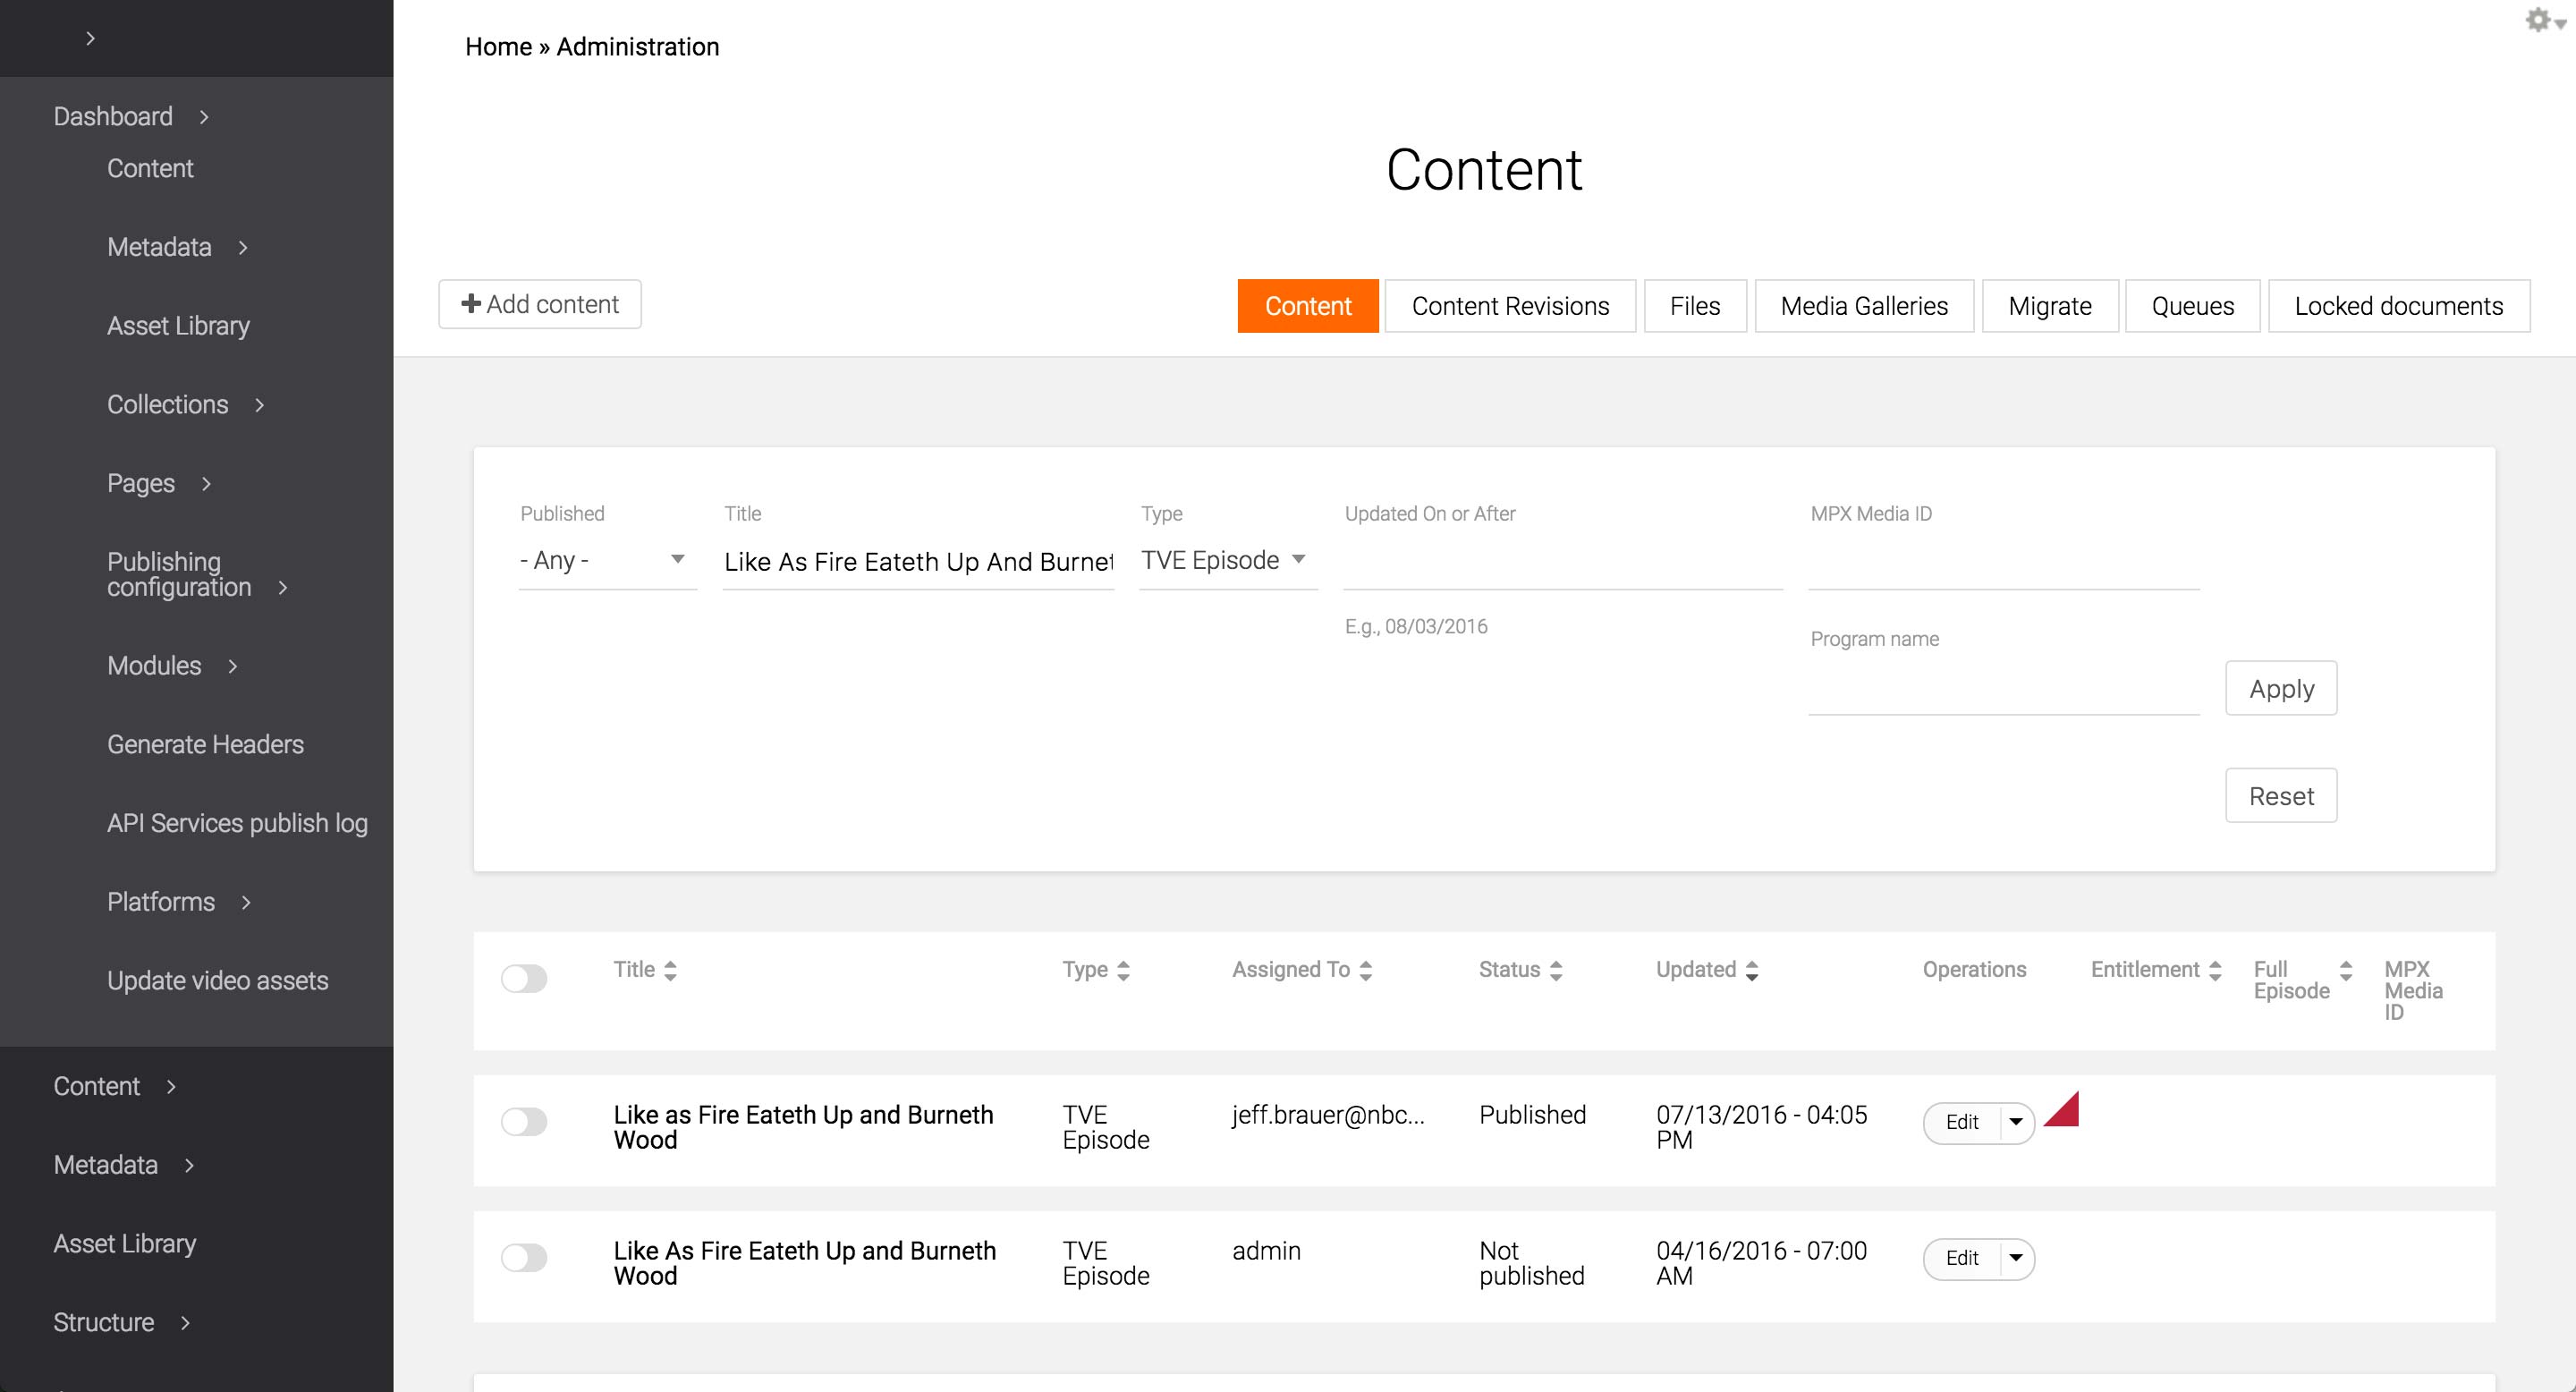 Home » Administration
Dashboard
Content
Metadata
Asset Library
Collections
Pages
Publishing
configuration
Modules
Generate Headers
API Services publish log
Platforms
Update video assets
Content
Metadata
Asset Library
Structure
Content
Add content
Content Content Revisions Files Media Galleries Migrate Queues Locked documents
Published Title Type Updated On or After MPX Media ID
- Any - Like As Fire Eateth Up And Burnet TVE Episode
E.g., 08/03/2016
Program name
Apply
Reset
Title Type Assigned To Status Updated Operations Entitlement Full MPX
Episode Media
ID
Like as Fire Eateth Up and Burneth TVE jeff.brauer@nbc... Published 07/13/2016 - 04:05 Edit
Wood Episode PM
Like As Fire Eateth Up and Burneth TVE admin Not 04/16/2016 - 07:00 Edit
Wood Episode published AM